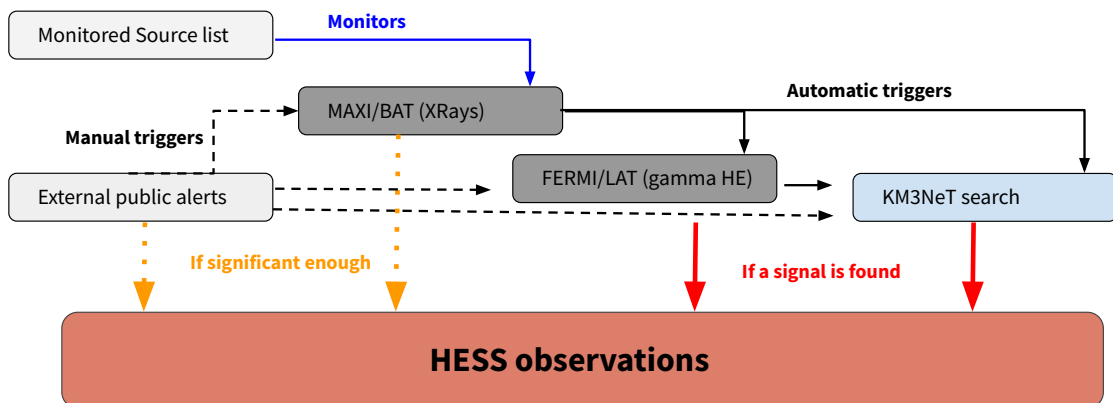 Monitored Source list
Monitors
MAXI/BAT (XRays)
Automatic triggers
Manual triggers
FERMI/LAT (gamma HE)
External public alerts
KM3NeT search
If significant enough
If a signal is found
HESS observations